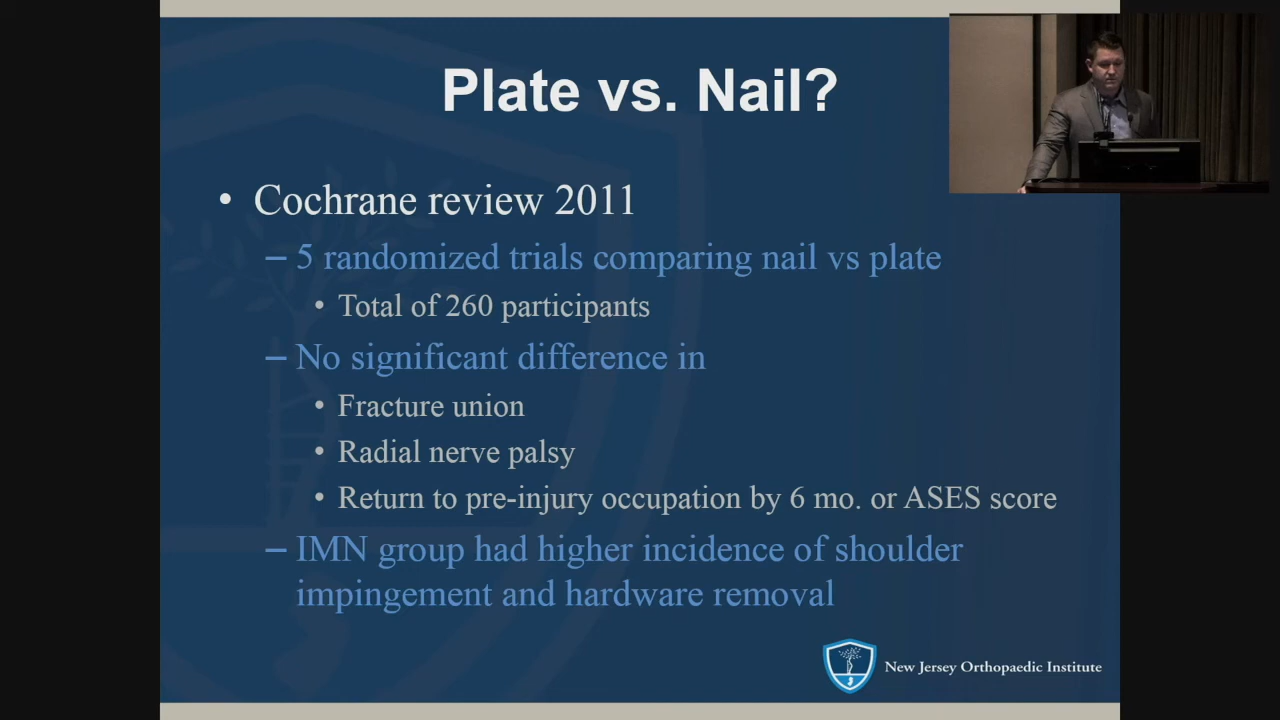 Plate vs. Nail?
• Cochrane review 2011
– 5 randomized trials comparing nail vs plate
• Total of 260 participants
– No significant difference in
• Fracture union
• Radial nerve palsy
• Return to pre-injury occupation by 6 mo. or ASES score
– IMN group had higher incidence of shoulder
impingement and hardware removal
New Jersey Orthopaedic Institute